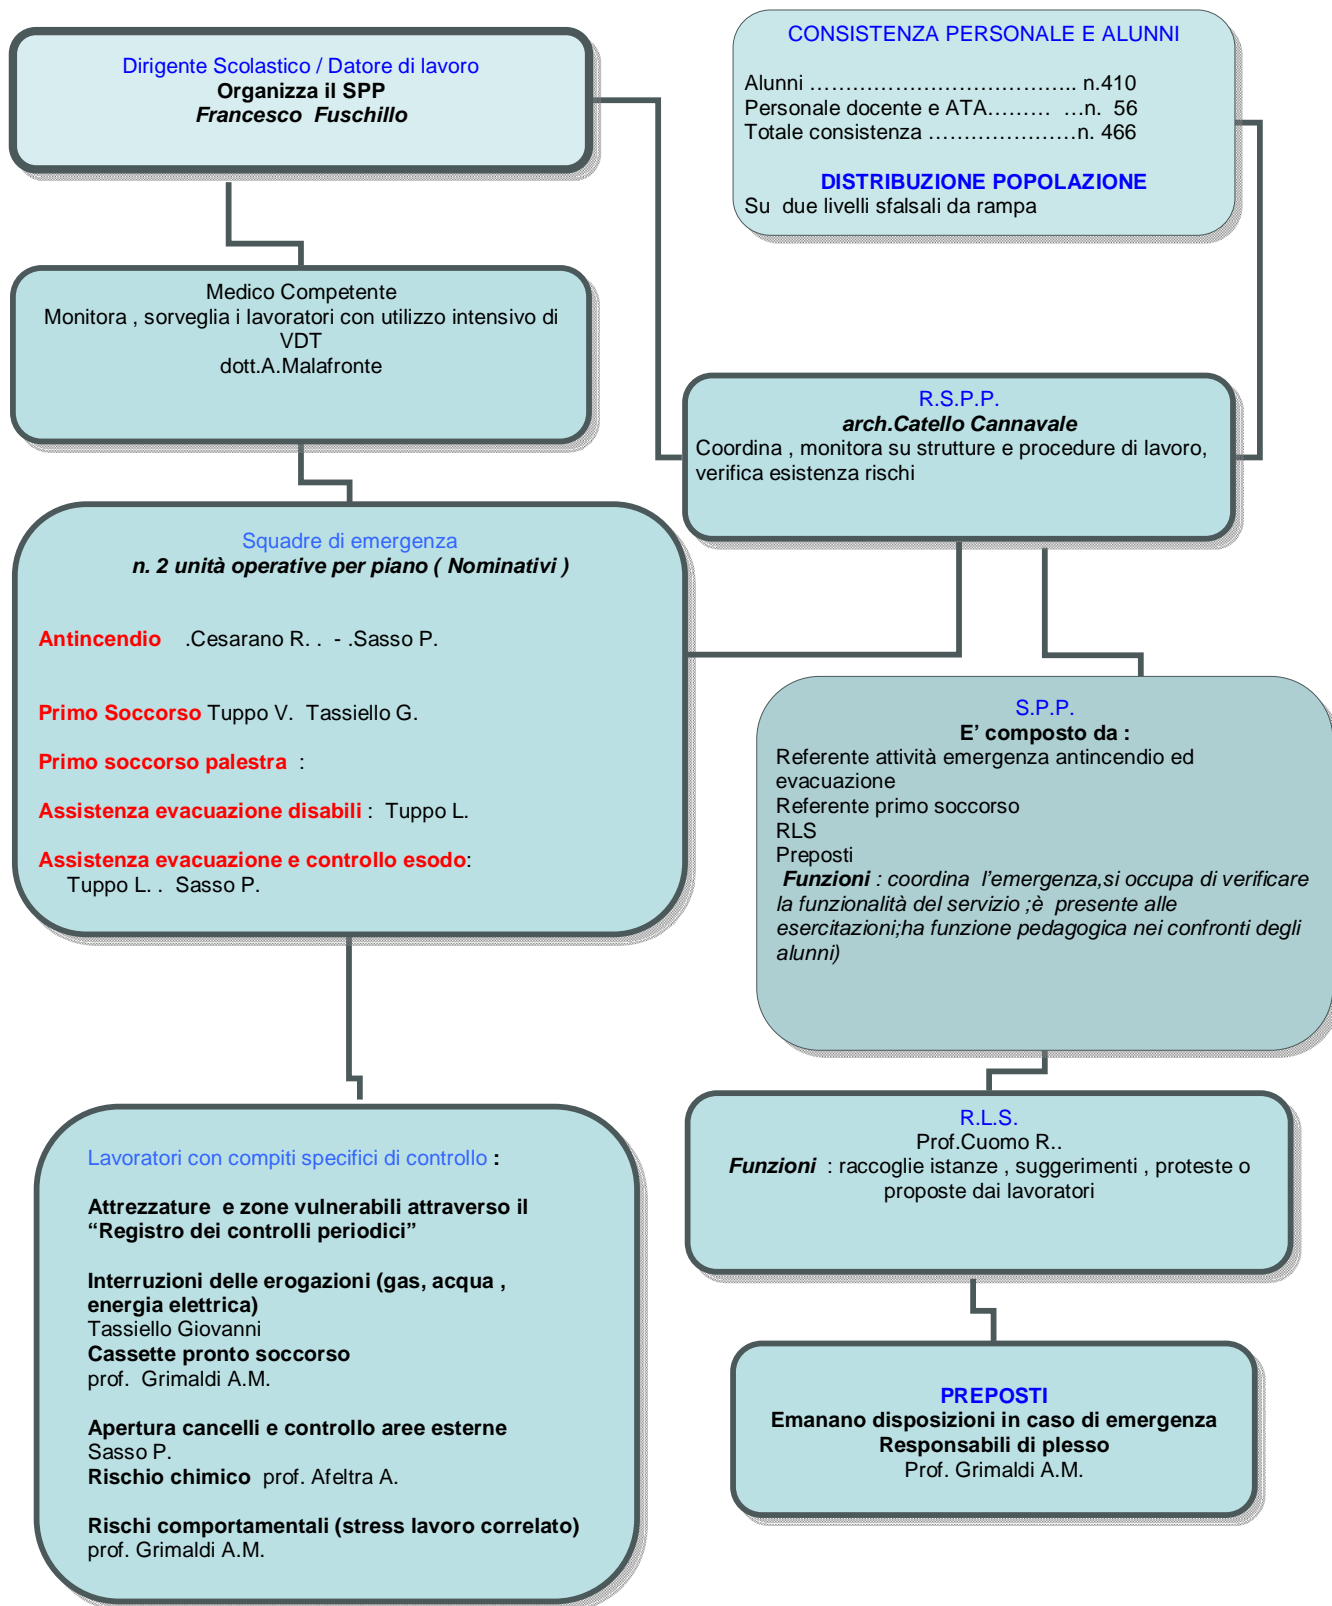 Dirigente Scolastico / Datore di lavoro
Organizza il SPP
Francesco Fuschillo
CONSISTENZA PERSONALE E ALUNNI
Alunni ……………………………….. n.410
Personale docente e ATA……… …n. 56
Totale consistenza …………………n. 466
DISTRIBUZIONE POPOLAZIONE
Su due livelli sfalsali da rampa
Medico Competente
Monitora , sorveglia i lavoratori con utilizzo intensivo di
VDT
dott.A.Malafronte
R.S.P.P.
arch.Catello Cannavale
Coordina , monitora su strutture e procedure di lavoro,
verifica esistenza rischi
Squadre di emergenza
n. 2 unità operative per piano ( Nominativi )
Antincendio .Cesarano R. . - .Sasso P.
Primo Soccorso Tuppo V. Tassiello G.
Primo soccorso palestra :
Assistenza evacuazione disabili : Tuppo L.
Assistenza evacuazione e controllo esodo:
Tuppo L. . Sasso P.
S.P.P.
E’ composto da :
Referente attività emergenza antincendio ed
evacuazione
Referente primo soccorso
RLS
Preposti
Funzioni : coordina l’emergenza,si occupa di verificare
la funzionalità del servizio ;è presente alle
esercitazioni;ha funzione pedagogica nei confronti degli
alunni)
R.L.S.
Prof.Cuomo R..
Funzioni : raccoglie istanze , suggerimenti , proteste o
proposte dai lavoratori
Lavoratori con compiti specifici di controllo :
Attrezzature e zone vulnerabili attraverso il
“Registro dei controlli periodici”
Interruzioni delle erogazioni (gas, acqua ,
energia elettrica)
Tassiello Giovanni
Cassette pronto soccorso
prof. Grimaldi A.M.
Apertura cancelli e controllo aree esterne
Sasso P.
Rischio chimico prof. Afeltra A.
Rischi comportamentali (stress lavoro correlato)
prof. Grimaldi A.M.
PREPOSTI
Emanano disposizioni in caso di emergenza
Responsabili di plesso
Prof. Grimaldi A.M.